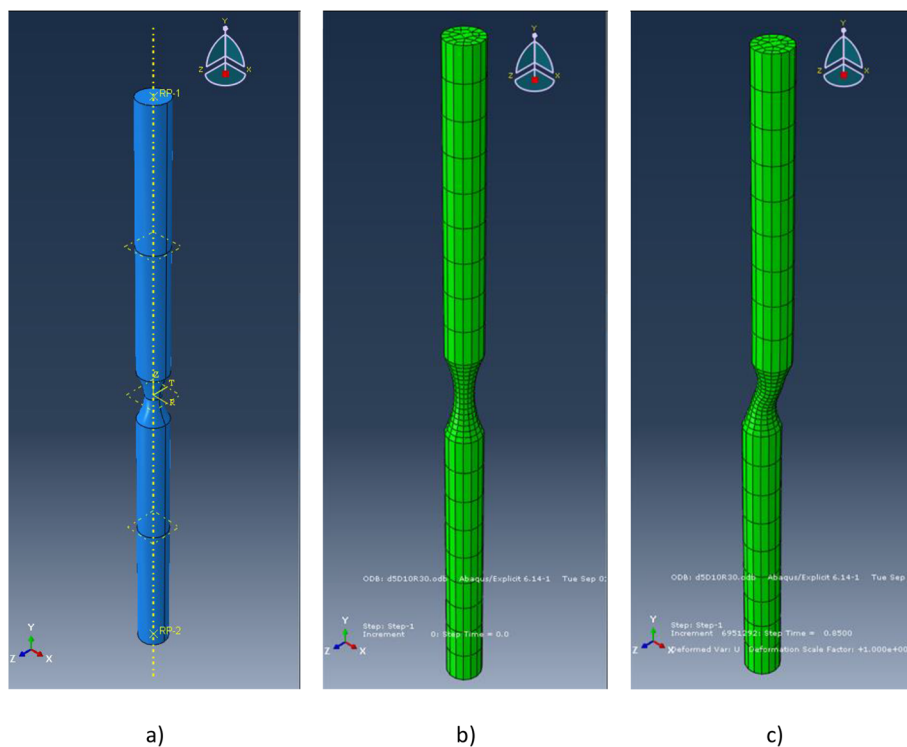 Y
Z X
RP-1
Z
T
R
RP-2
Y
Z X
a)
Y
Z X
ODB: d5D10R30.odb Abaqus/Explicit 6.14-1 Tue Sep 0
Step: Step-1
Increment 0: Step Time = 0.0
Y
Z X
b)
Y
Z X
ODB: d5D10R30.odb Abaqus/Explicit 6.14-1 Tue Sep
Step: Step-1
Increment 6951292: Step Time = 0.8500
Deformed Var: U Deformation Scale Factor: +1.000e+00
Y
Z X
c)